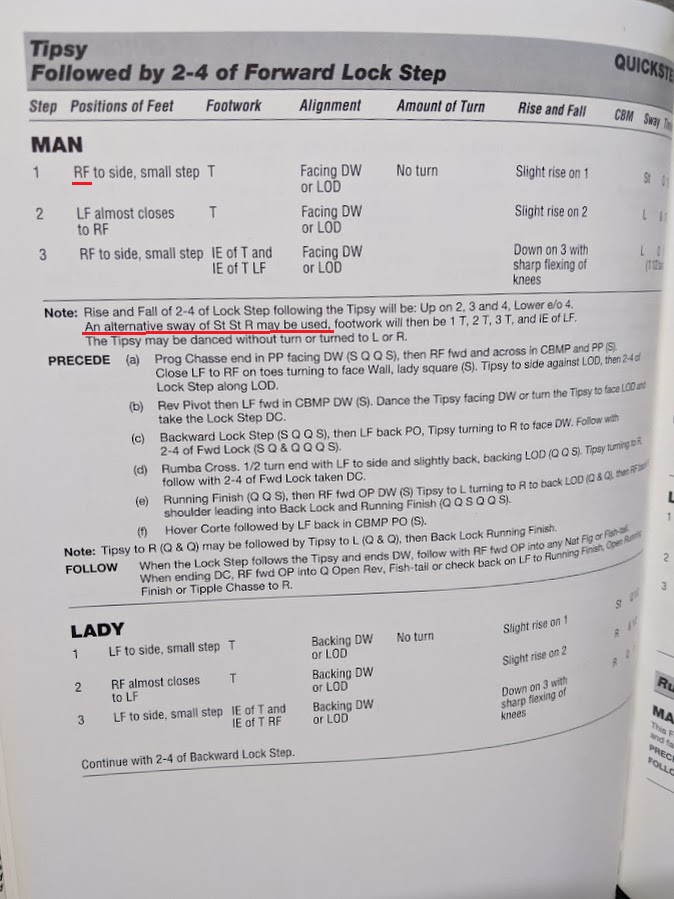 Tipsy
Followed by 2-4 of Forward Lock Step
QUICKSTE
Step Positions of Feet Footwork Alignment Amount of Turn Rise and Fall CBM Sway
MAN
1 RF to side, small step T Facing DW No turn Slight rise on 1 St
or LOD
2 LF almost closes T Facing DW Slight rise on 2 L
to RF or LOD
3 RF to side, small step IE of T and Facing DW Down on 3 with L
IE of T LF or LOD sharp flexing of
knees
Note: Rise and Fall of 2-4 of Lock Step following the Tipsy will be: Up on 2, 3 and 4, Lower e/o 4.
An alternative sway of St St R may be used, footwork will then be 1 T, 2 T, 3 T, and IE of LF.
The Tipsy may be danced without turn or turned to L or R.
PRECEDE (a) Prog Chasse end in PP facing DW (S Q Q S), then RF fwd and across in CBMP and PP (S).
Close LF to RF on toes turning to face Wall, lady square (S). Tipsy to side against LOD, then 2-4 of
Lock Step along LOD.
(b) Rev Pivot then LF fwd in CBMP DW (S). Dance the Tipsy facing DW or turn the Tipsy to face LOD and
take the Lock Step DC.
(c) Backward Lock Step (S Q Q S), then LF back PO, Tipsy turning to R to face DW. Follow with
2-4 of Fwd Lock (S Q & Q Q Q S).
(d) Rumba Cross. 1/2 turn end with LF to side and slightly back, backing LOD (Q Q S). Tipsy turning to R,
follow with 2-4 of Fwd Lock taken DC.
(e) Running Finish (Q Q S), then RF fwd OP DW (S) Tipsy to L turning to R to back LOD (Q & Q), then RF back
shoulder leading into Back Lock and Running Finish (Q Q S Q Q S).
(f) Hover Corte followed by LF back in CBMP PO (S).
Note: Tipsy to R (Q & Q) may be followed by Tipsy to L (Q & Q), then Back Lock Running Finish.
FOLLOW When the Lock Step follows the Tipsy and ends DW, follow with RF fwd OP into any Nat Fig or Fish-tail.
When ending DC, RF fwd OP into Q Open Rev, Fish-tail or check back on LF to Running Finish, Open Running
Finish or Tipple Chasse to R.
LADY
1 LF to side, small step T Backing DW No turn Slight rise on 1 St
or LOD
2 RF almost closes T Backing DW Slight rise on 2 R
to LF or LOD
3 LF to side, small step IE of T and Backing DW Down on 3 with R
IE of T RF or LOD sharp flexing of
knees
Continue with 2-4 of Backward Lock Step.
1
2
3
Ru
MA
This F
and fa
PREC
FOLLO